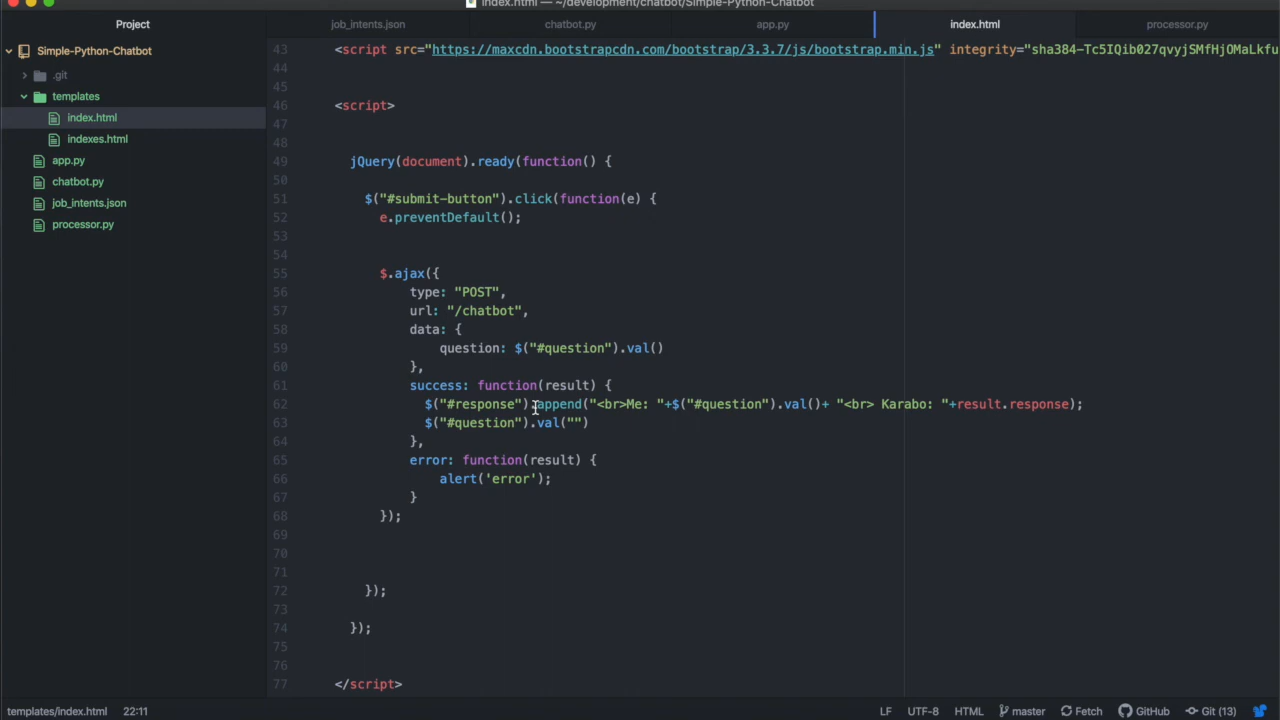 index.html — ~/development/chatbot/Simple-Python-Chatbot
Project
job_intents.json
chatbot.py
app.py
index.html
processor.py
Simple-Python-Chatbot
.git
templates
index.html
indexes.html
app.py
chatbot.py
job_intents.json
processor.py
43 <script src="https://maxcdn.bootstrapcdn.com/bootstrap/3.3.7/js/bootstrap.min.js" integrity="sha384-Tc5IQib027qvyjSMfHjOMaLkfu
44
45
46 <script>
47
48
49 jQuery(document).ready(function() {
50
51 $("#submit-button").click(function(e) {
52 e.preventDefault();
53
54
55 $.ajax({
56 type: "POST",
57 url: "/chatbot",
58 data: {
59 question: $("#question").val()
60 },
61 success: function(result) {
62 $("#response").append("<br>Me: "+$("#question").val()+ "<br> Karabo: "+result.response);
63 $("#question").val("")
64 },
65 error: function(result) {
66 alert('error');
67 }
68 });
69
70
71
72 });
73
74 });
75
76
77 </script>
templates/index.html 22:11
LF UTF-8 HTML master Fetch GitHub Git (13)